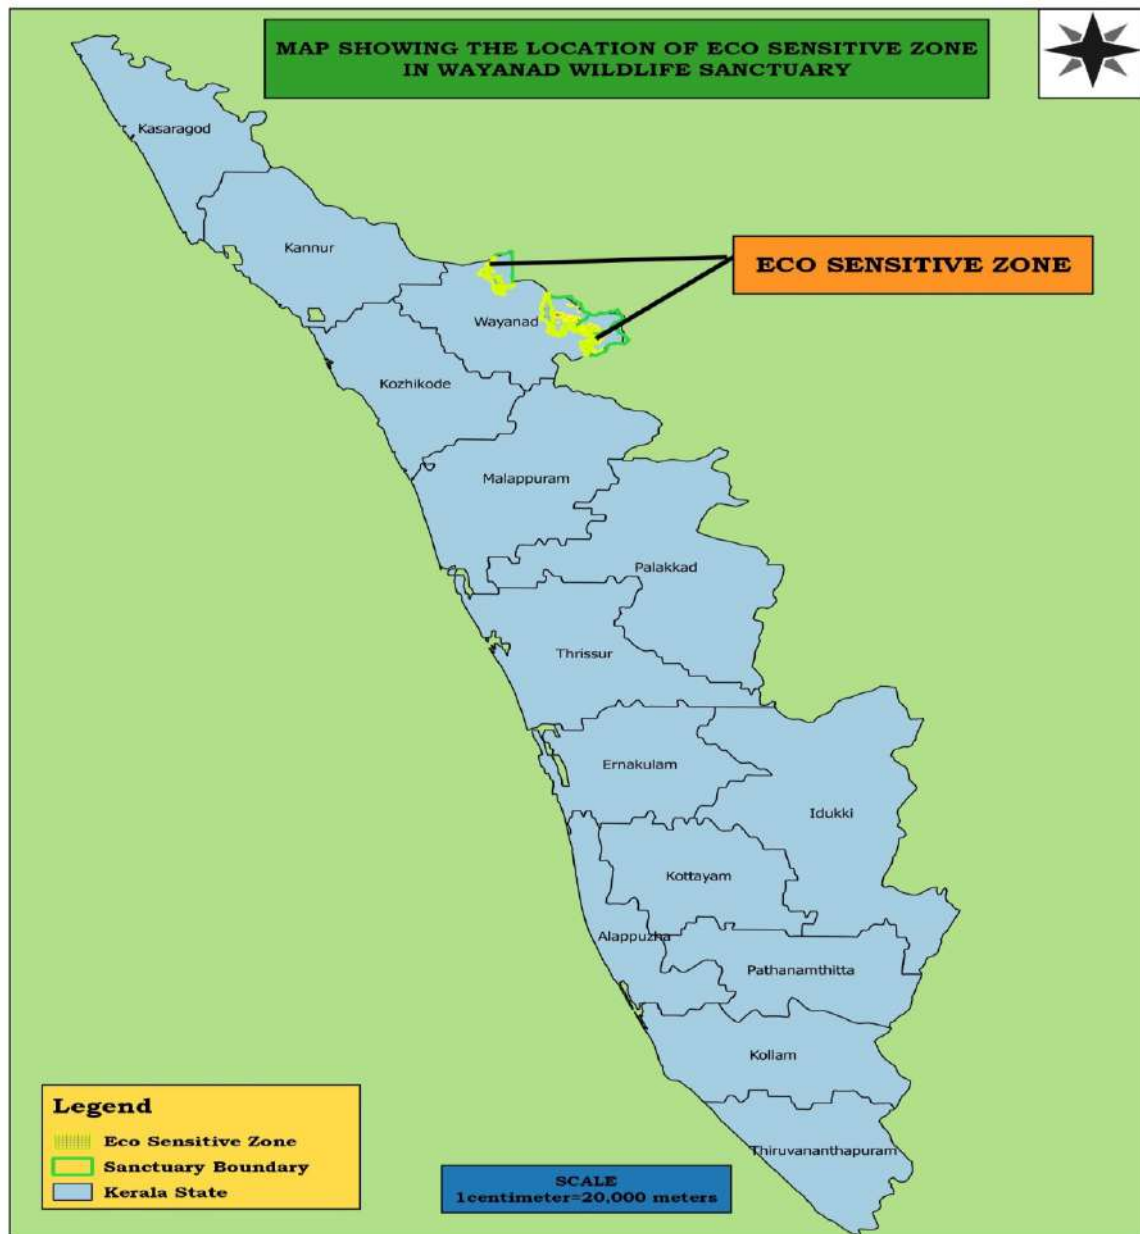 MAP SHOWING THE LOCATION OF ECO SENSITIVE ZONE
IN WAYANAD WILDLIFE SANCTUARY
Kasaragod
Kannur
ECO SENSITIVE ZONE
Wayanad
Kozhikode
Malappuram
Palakkad
Thrissur
Ernakulam
Idukki
Kottayam
Alappuzha
Pathanamthitta
Kollam
Thiruvananthapuram
Legend
Eco Sensitive Zone
Sanctuary Boundary
Kerala State
SCALE
1centimeter=20,000 meters